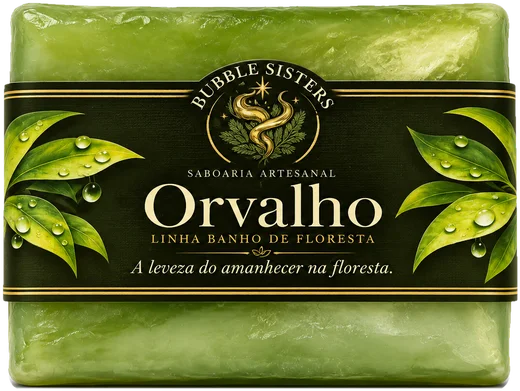 BUBBLE SISTERS
SABOARIA ARTESANAL
Orvalho
LINHA BANHO DE FLORESTA
A leveza do amanhecer na floresta.